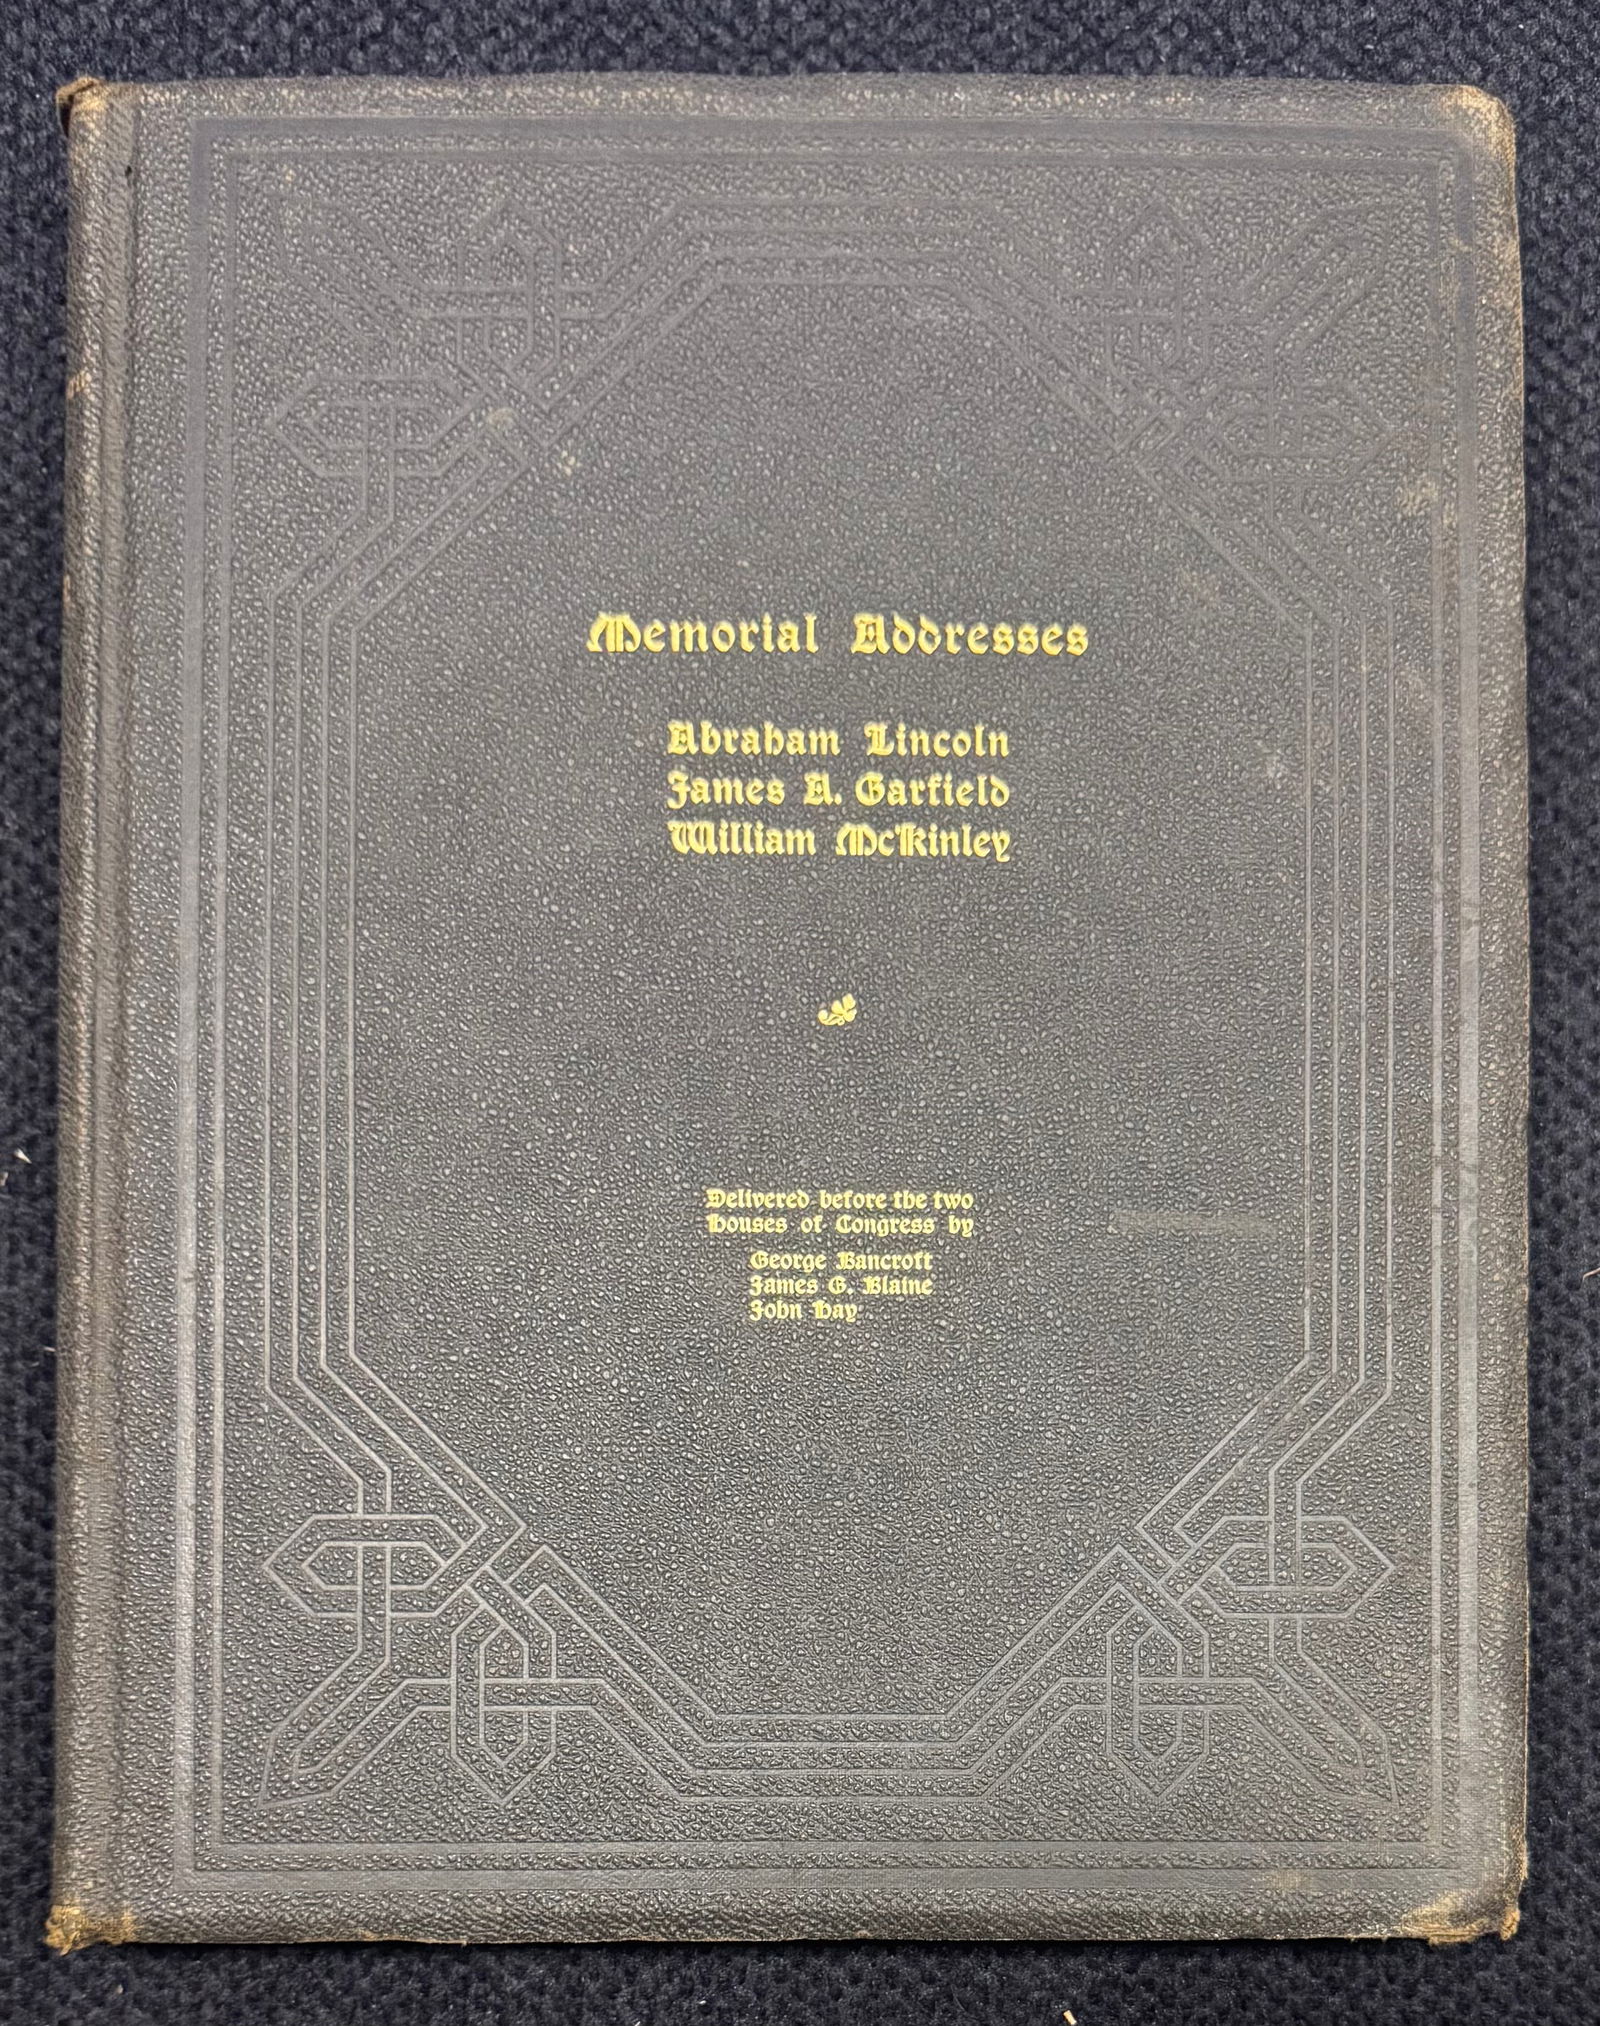 Memorial Addresses
Abraham Lincoln
James A. Garfield
William McKinley
Delivered before the two
Houses of Congress by
George Bancroft
James G. Blaine
John Hay